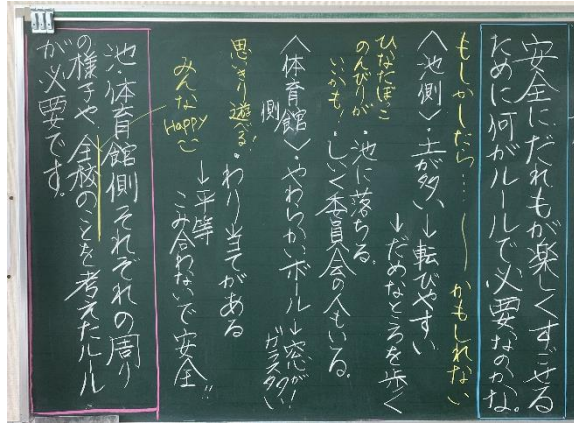 安全にだれもが楽しくすごせる
ために何がルールで必要なのかな。
もしかしたら…〜かもしれない
〈池側〉・土が多い→転びやすい
↓だめなところを歩く
ひなたぼこ
のんびりが
いいかも!
・池に落ちる。
・しいく委員会の人もいる。
〈体育館側〉・やわらかいボール→窓が!
(ガラスタイ)
思いきり遊べる!
・わり当てがある
→平等
こみ合わないで安全!!
みんな
Happy
池・体育館側それぞれの周り
の様子や、全校のことを考えたルール
が必要です。